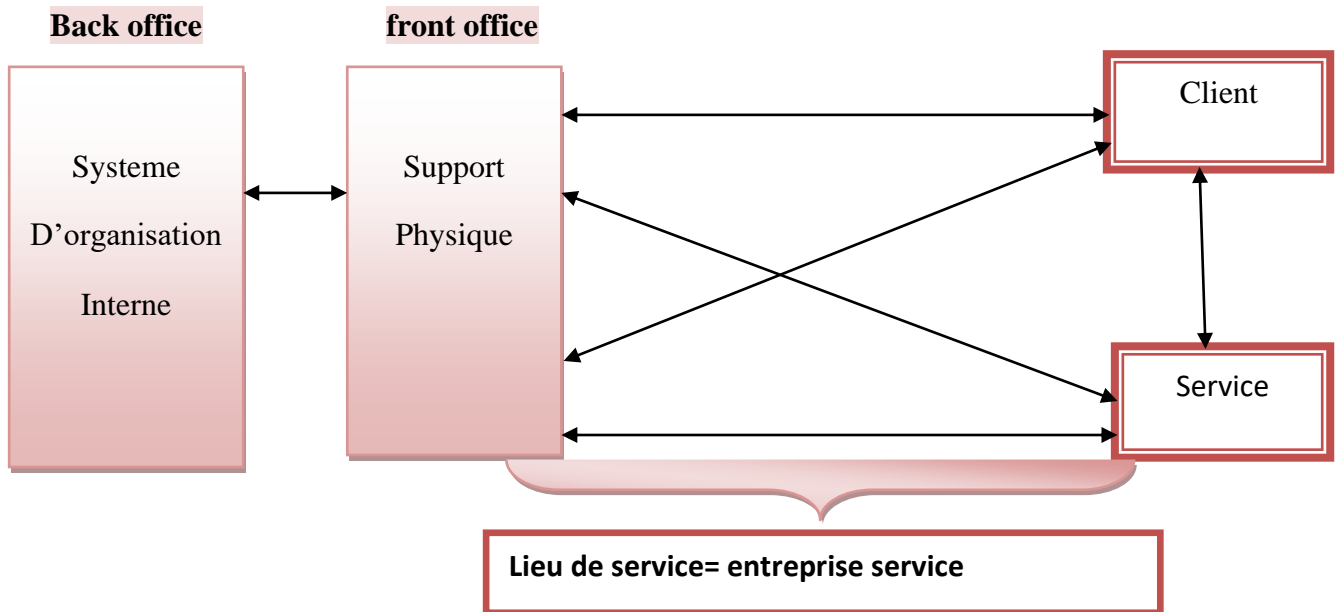 Back office
front office
Systeme
D’organisation
Interne
Support
Physique
Client
Service
Lieu de service= entreprise service